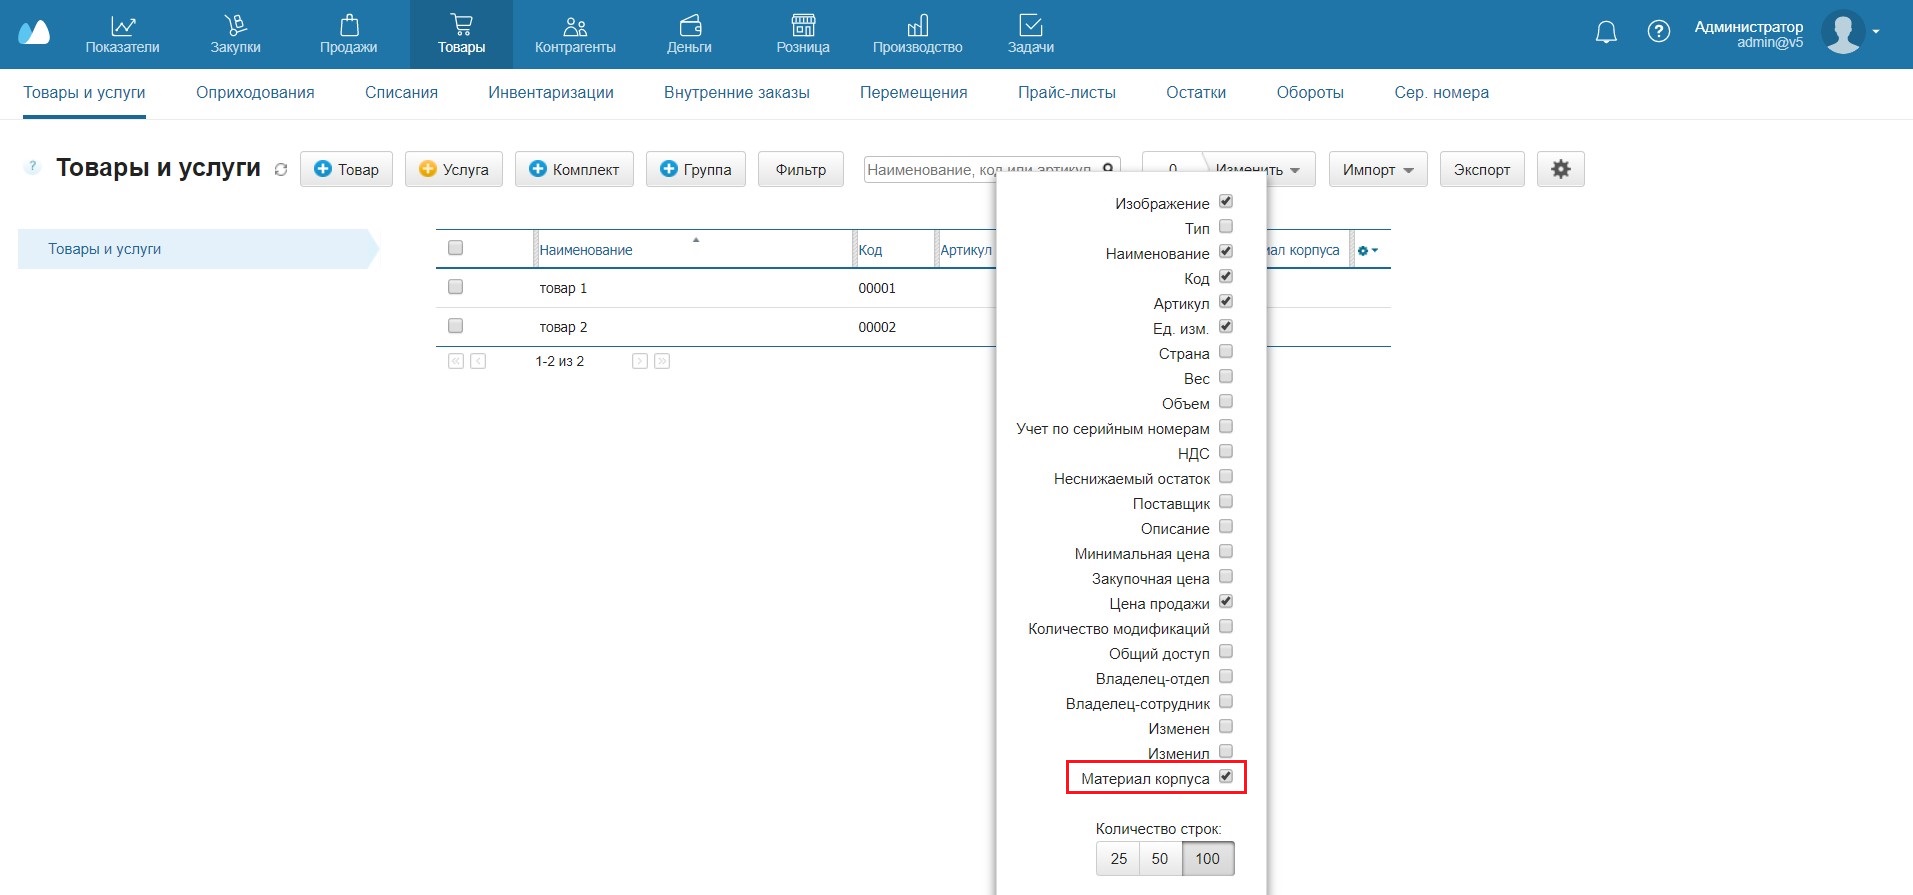 Показатели
Закупки
Продажи
Товары
Контрагенты
Деньги
Розница
Производство
Задачи
Администратор
admin@v5
Товары и услуги
Оприходования
Списания
Инвентаризации
Внутренние заказы
Перемещения
Прайс-листы
Остатки
Обороты
Сер. номера
? Товары и услуги
Товар
Услуга
Комплект
Группа
Фильтр
Наименование, код или артикул
0
Изменить
Импорт
Экспорт
Товары и услуги
Наименование
Код
Артикул
ал корпуса
товар 1
00001
товар 2
00002
1-2 из 2
Изображение
Тип
Наименование
Код
Артикул
Ед. изм.
Страна
Вес
Объем
Учет по серийным номерам
НДС
Неснижаемый остаток
Поставщик
Описание
Минимальная цена
Закупочная цена
Цена продажи
Количество модификаций
Общий доступ
Владелец-отдел
Владелец-сотрудник
Изменен
Изменил
Материал корпуса
Количество строк:
25 50 100